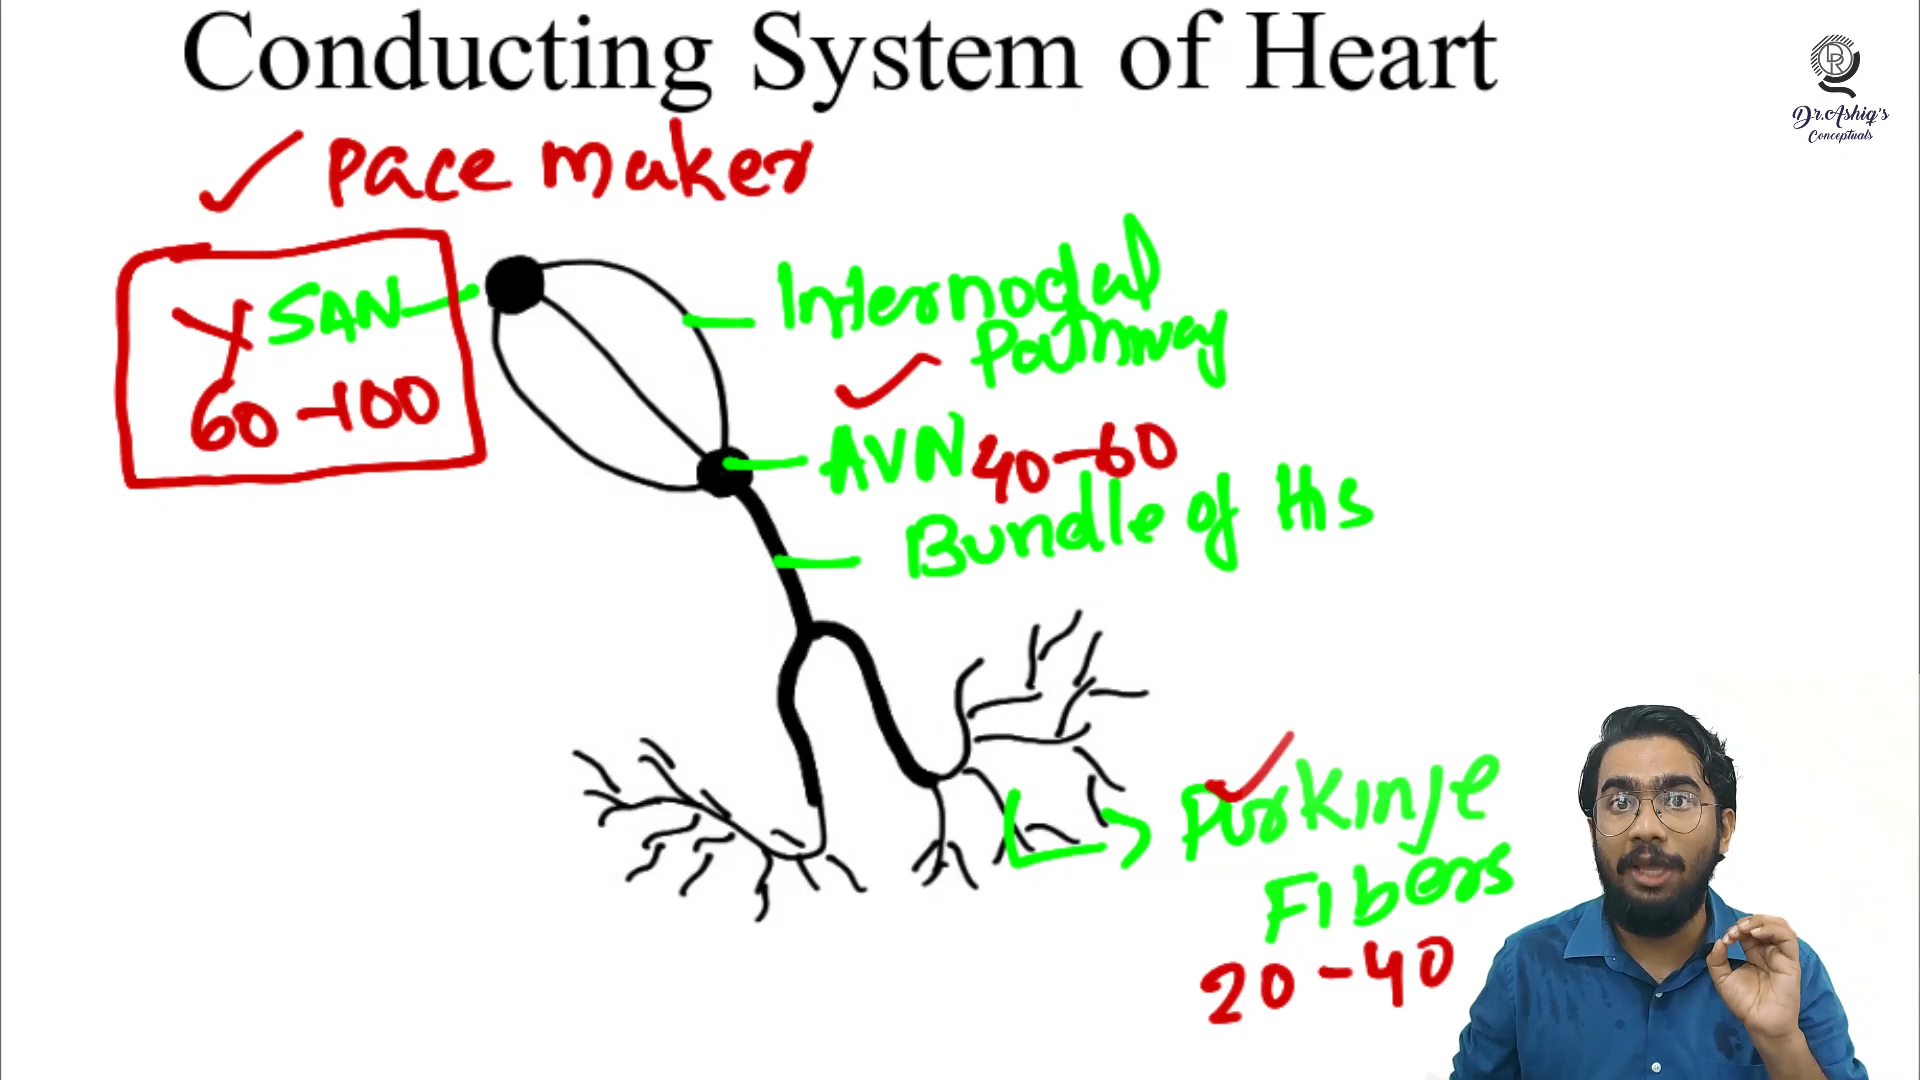 Conducting System of Heart
DR
Dr.Ashiq's
Conceptuals
Pace maker
SAN
60-100
Internodal
Pathway
AVN 40-60
Bundle of His
Purkinje
Fibers
20-40